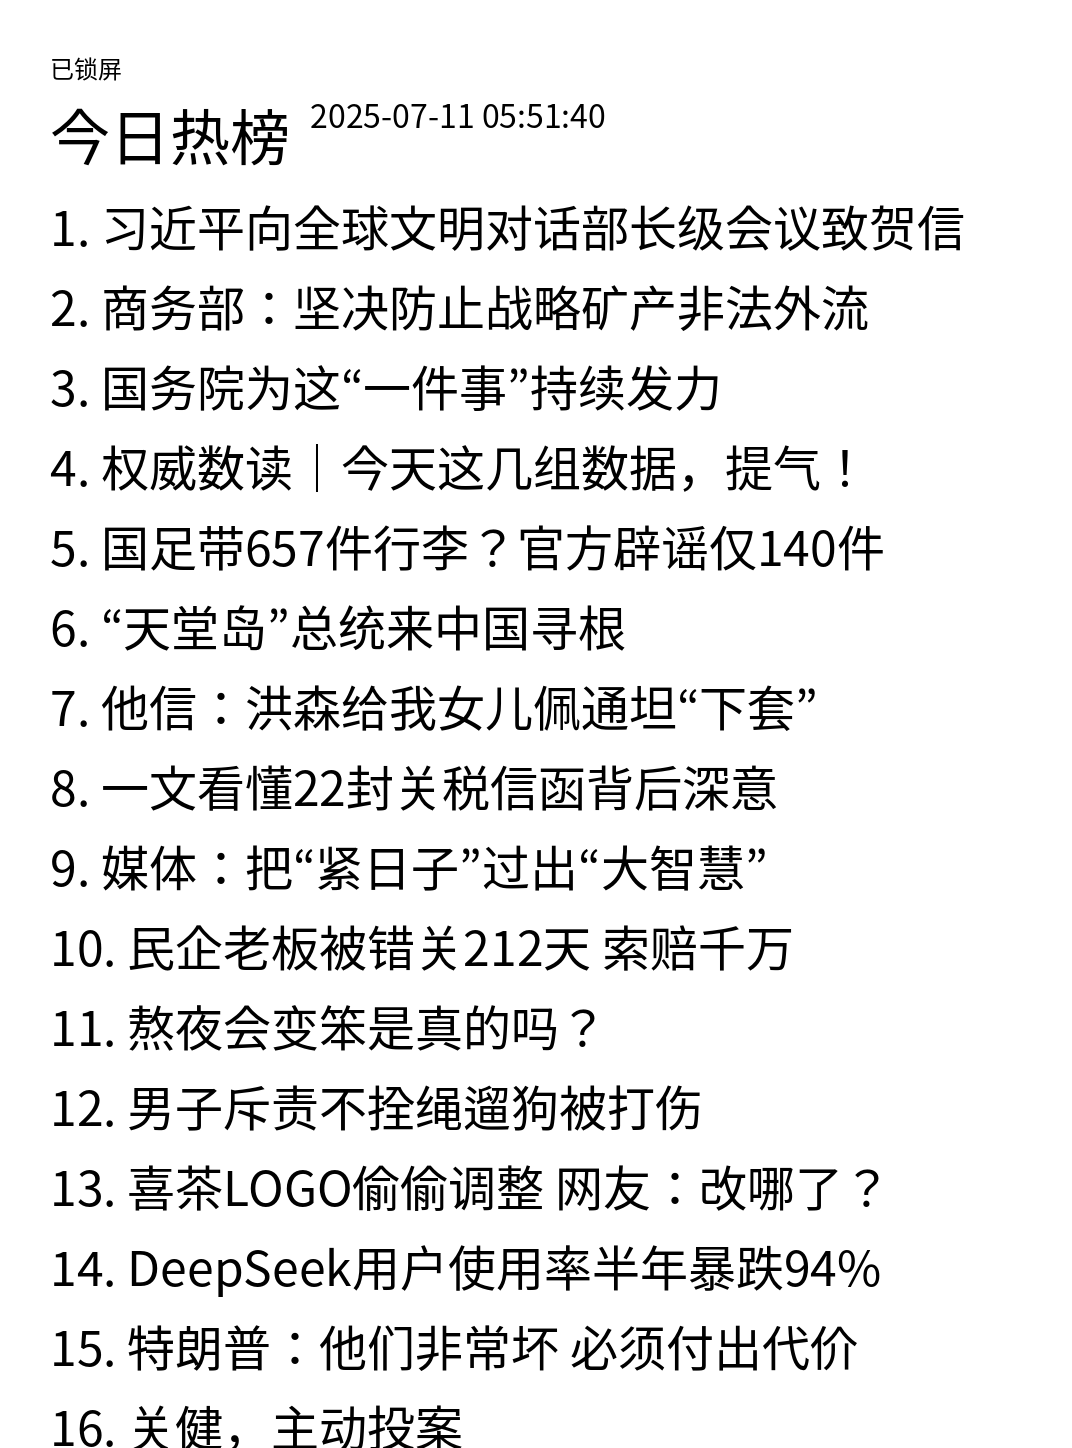 已锁屏
今日热榜 2025-07-11 05:51:40
1. 习近平向全球文明对话部长级会议致贺信
2. 商务部：坚决防止战略矿产非法外流
3. 国务院为这“一件事”持续发力
4. 权威数读｜今天这几组数据，提气！
5. 国足带657件行李？官方辟谣仅140件
6. “天堂岛”总统来中国寻根
7. 他信：洪森给我女儿佩通坦“下套”
8. 一文看懂22封关税信函背后深意
9. 媒体：把“紧日子”过出“大智慧”
10. 民企老板被错关212天 索赔千万
11. 熬夜会变笨是真的吗？
12. 男子斥责不拴绳遛狗被打伤
13. 喜茶LOGO偷偷调整 网友：改哪了？
14. DeepSeek用户使用率半年暴跌94%
15. 特朗普：他们非常坏 必须付出代价
16. 关健，主动投案